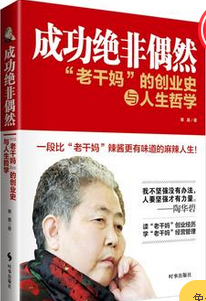 成功绝非偶然
“老干妈”的创业史
与人生哲学
一段比“老干妈”辣酱更有味道的麻辣人生!
我不坚强没有办法,
人要坚强才有力量。
——陶华碧
读“老干妈”创业经历
学“老干妈”经营管理
时事出版社
成功绝非偶然
“老干妈”的创业史
与人生哲学